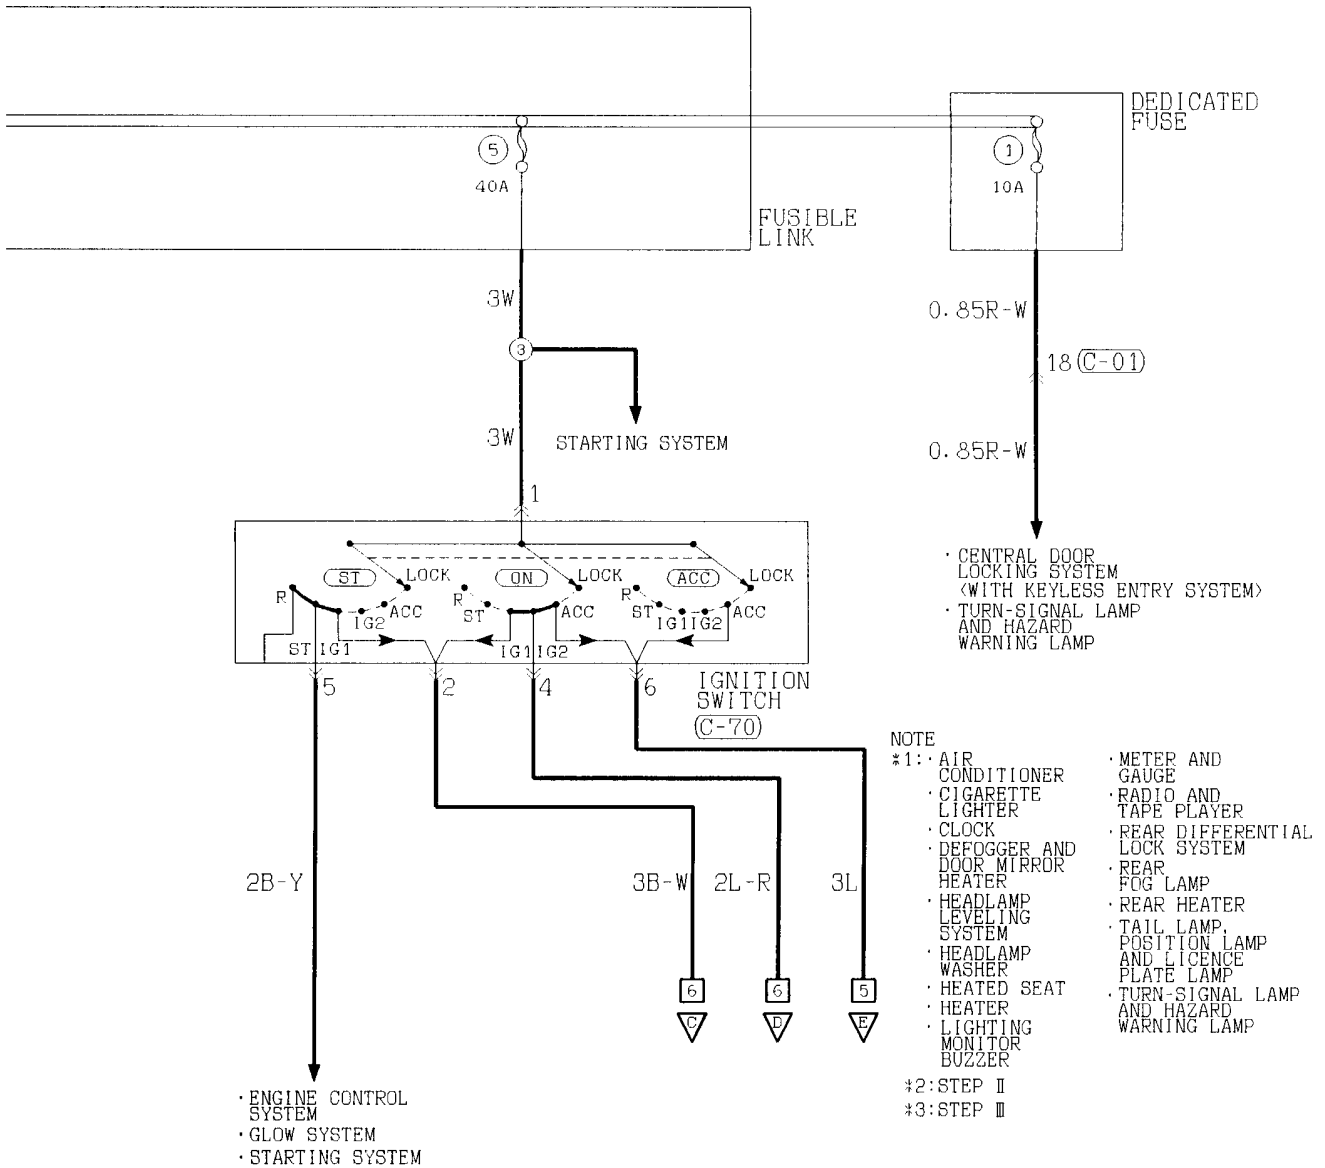 DEDICATED
FUSE
5
40A
1
10A
FUSIBLE
LINK
3W
0.85R-W
3
18 C-01
3W
STARTING SYSTEM
0.85R-W
1
ST
LOCK
ON
LOCK
ACC
LOCK
R
IG2
ACC
R
ST
ACC
R
ST
IG1
IG2
ACC
ST
IG1
IG1
IG2
5
2
4
6
IGNITION
SWITCH
C-70
· CENTRAL DOOR
LOCKING SYSTEM
<WITH KEYLESS ENTRY SYSTEM>
· TURN-SIGNAL LAMP
AND HAZARD
WARNING LAMP
2B-Y
3B-W
2L-R
3L
6
6
5
C
D
E
NOTE
*1: · AIR
CONDITIONER
· CIGARETTE
LIGHTER
· CLOCK
· DEFOGGER AND
DOOR MIRROR
HEATER
· HEADLAMP
LEVELING
SYSTEM
· HEADLAMP
WASHER
· HEATED SEAT
· HEATER
· LIGHTING
MONITOR
BUZZER
· METER AND
GAUGE
· RADIO AND
TAPE PLAYER
· REAR DIFFERENTIAL
LOCK SYSTEM
· REAR
FOG LAMP
· REAR HEATER
· TAIL LAMP,
POSITION LAMP
AND LICENCE
PLATE LAMP
· TURN-SIGNAL LAMP
AND HAZARD
WARNING LAMP
*2:STEP Ⅱ
*3:STEP Ⅲ
· ENGINE CONTROL
SYSTEM
· GLOW SYSTEM
· STARTING SYSTEM